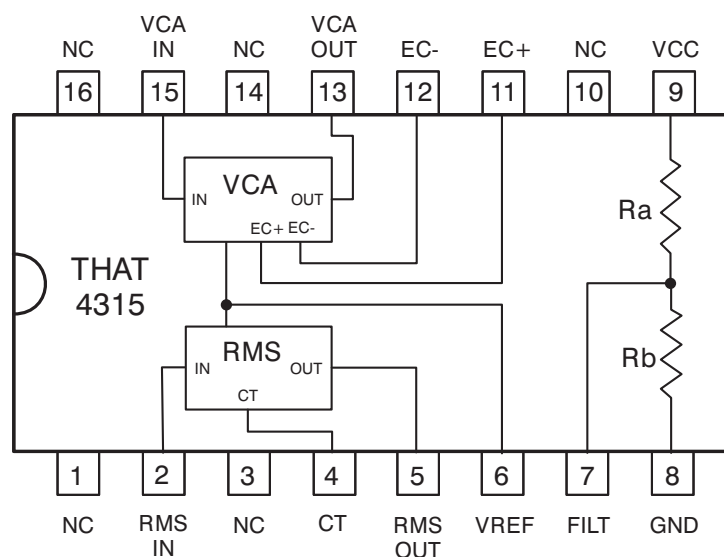 NC VCA IN NC VCA OUT EC- EC+ NC VCC
16 15 14 13 12 11 10 9
VCA
IN OUT
EC+ EC-
Ra
THAT
4315
RMS
IN OUT
CT
Rb
1 2 3 4 5 6 7 8
NC RMS IN NC CT RMS OUT VREF FILT GND